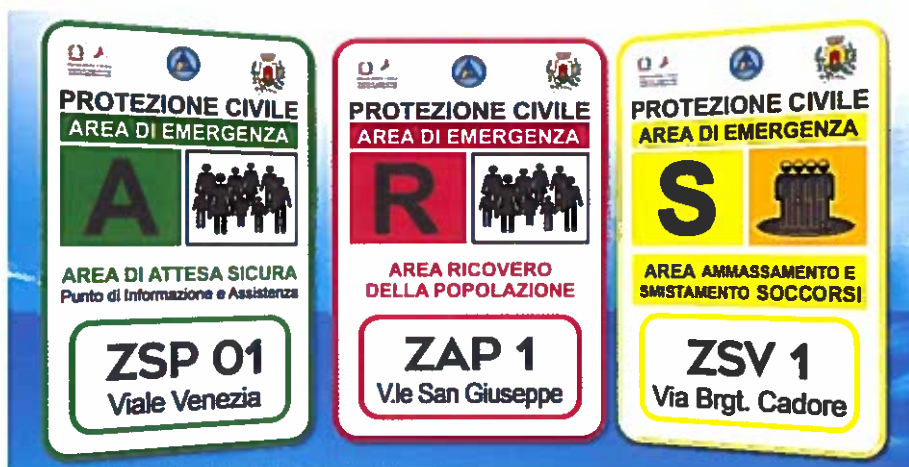 PROTEZIONE CIVILE
AREA DI EMERGENZA
A
AREA DI ATTESA SICURA
Punto di Informazione e Assistenza
ZSP 01
Viale Venezia
PROTEZIONE CIVILE
AREA DI EMERGENZA
R
AREA RICOVERO
DELLA POPOLAZIONE
ZAP 1
V.le San Giuseppe
PROTEZIONE CIVILE
AREA DI EMERGENZA
S
AREA AMMASSAMENTO E
SMISTAMENTO SOCCORSI
ZSV 1
Via Brgt. Cadore